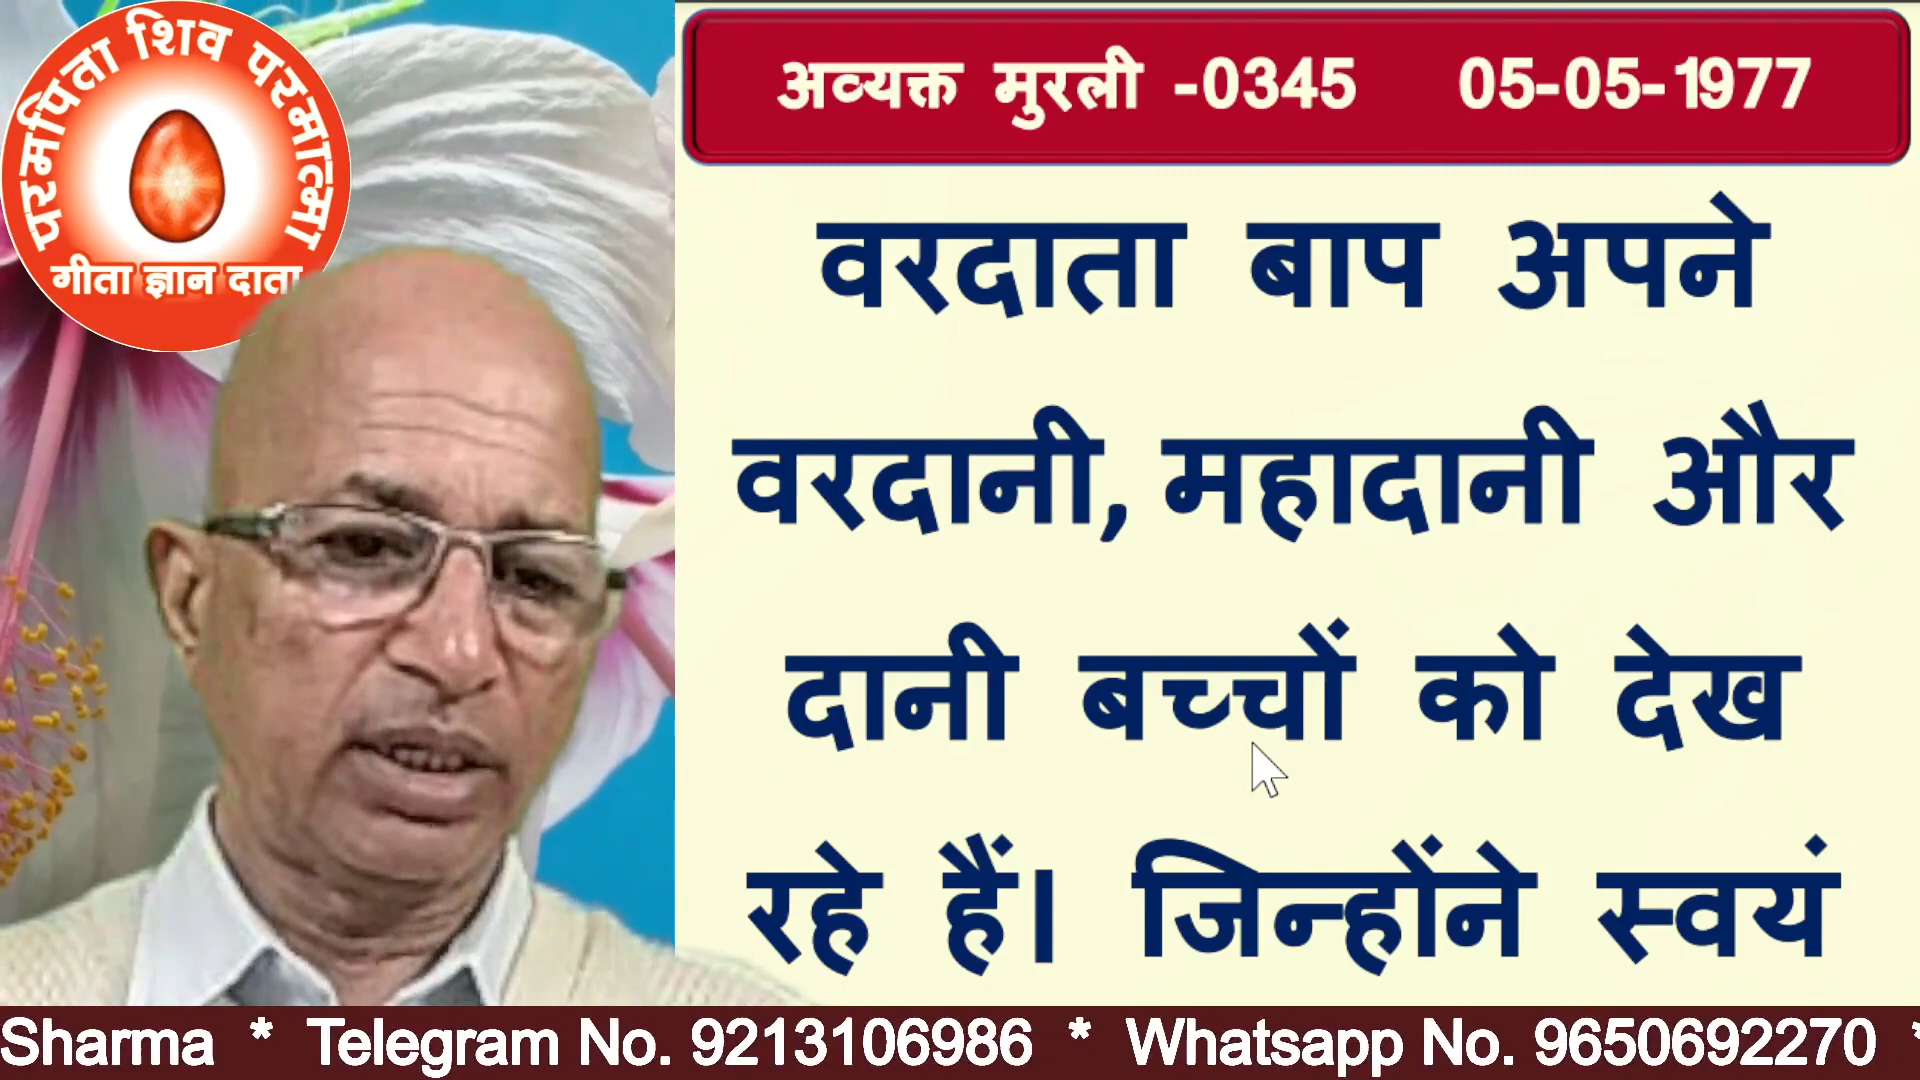 परमपिता शिव परमात्मा
गीता ज्ञान दाता
अव्यक्त मुरली -0345 05-05-1977
वरदाता बाप अपने
वरदानी, महादानी और
दानी बच्चों को देख
रहे हैं। जिन्होंने स्वयं
Sharma * Telegram No. 9213106986 * Whatsapp No. 9650692270 *